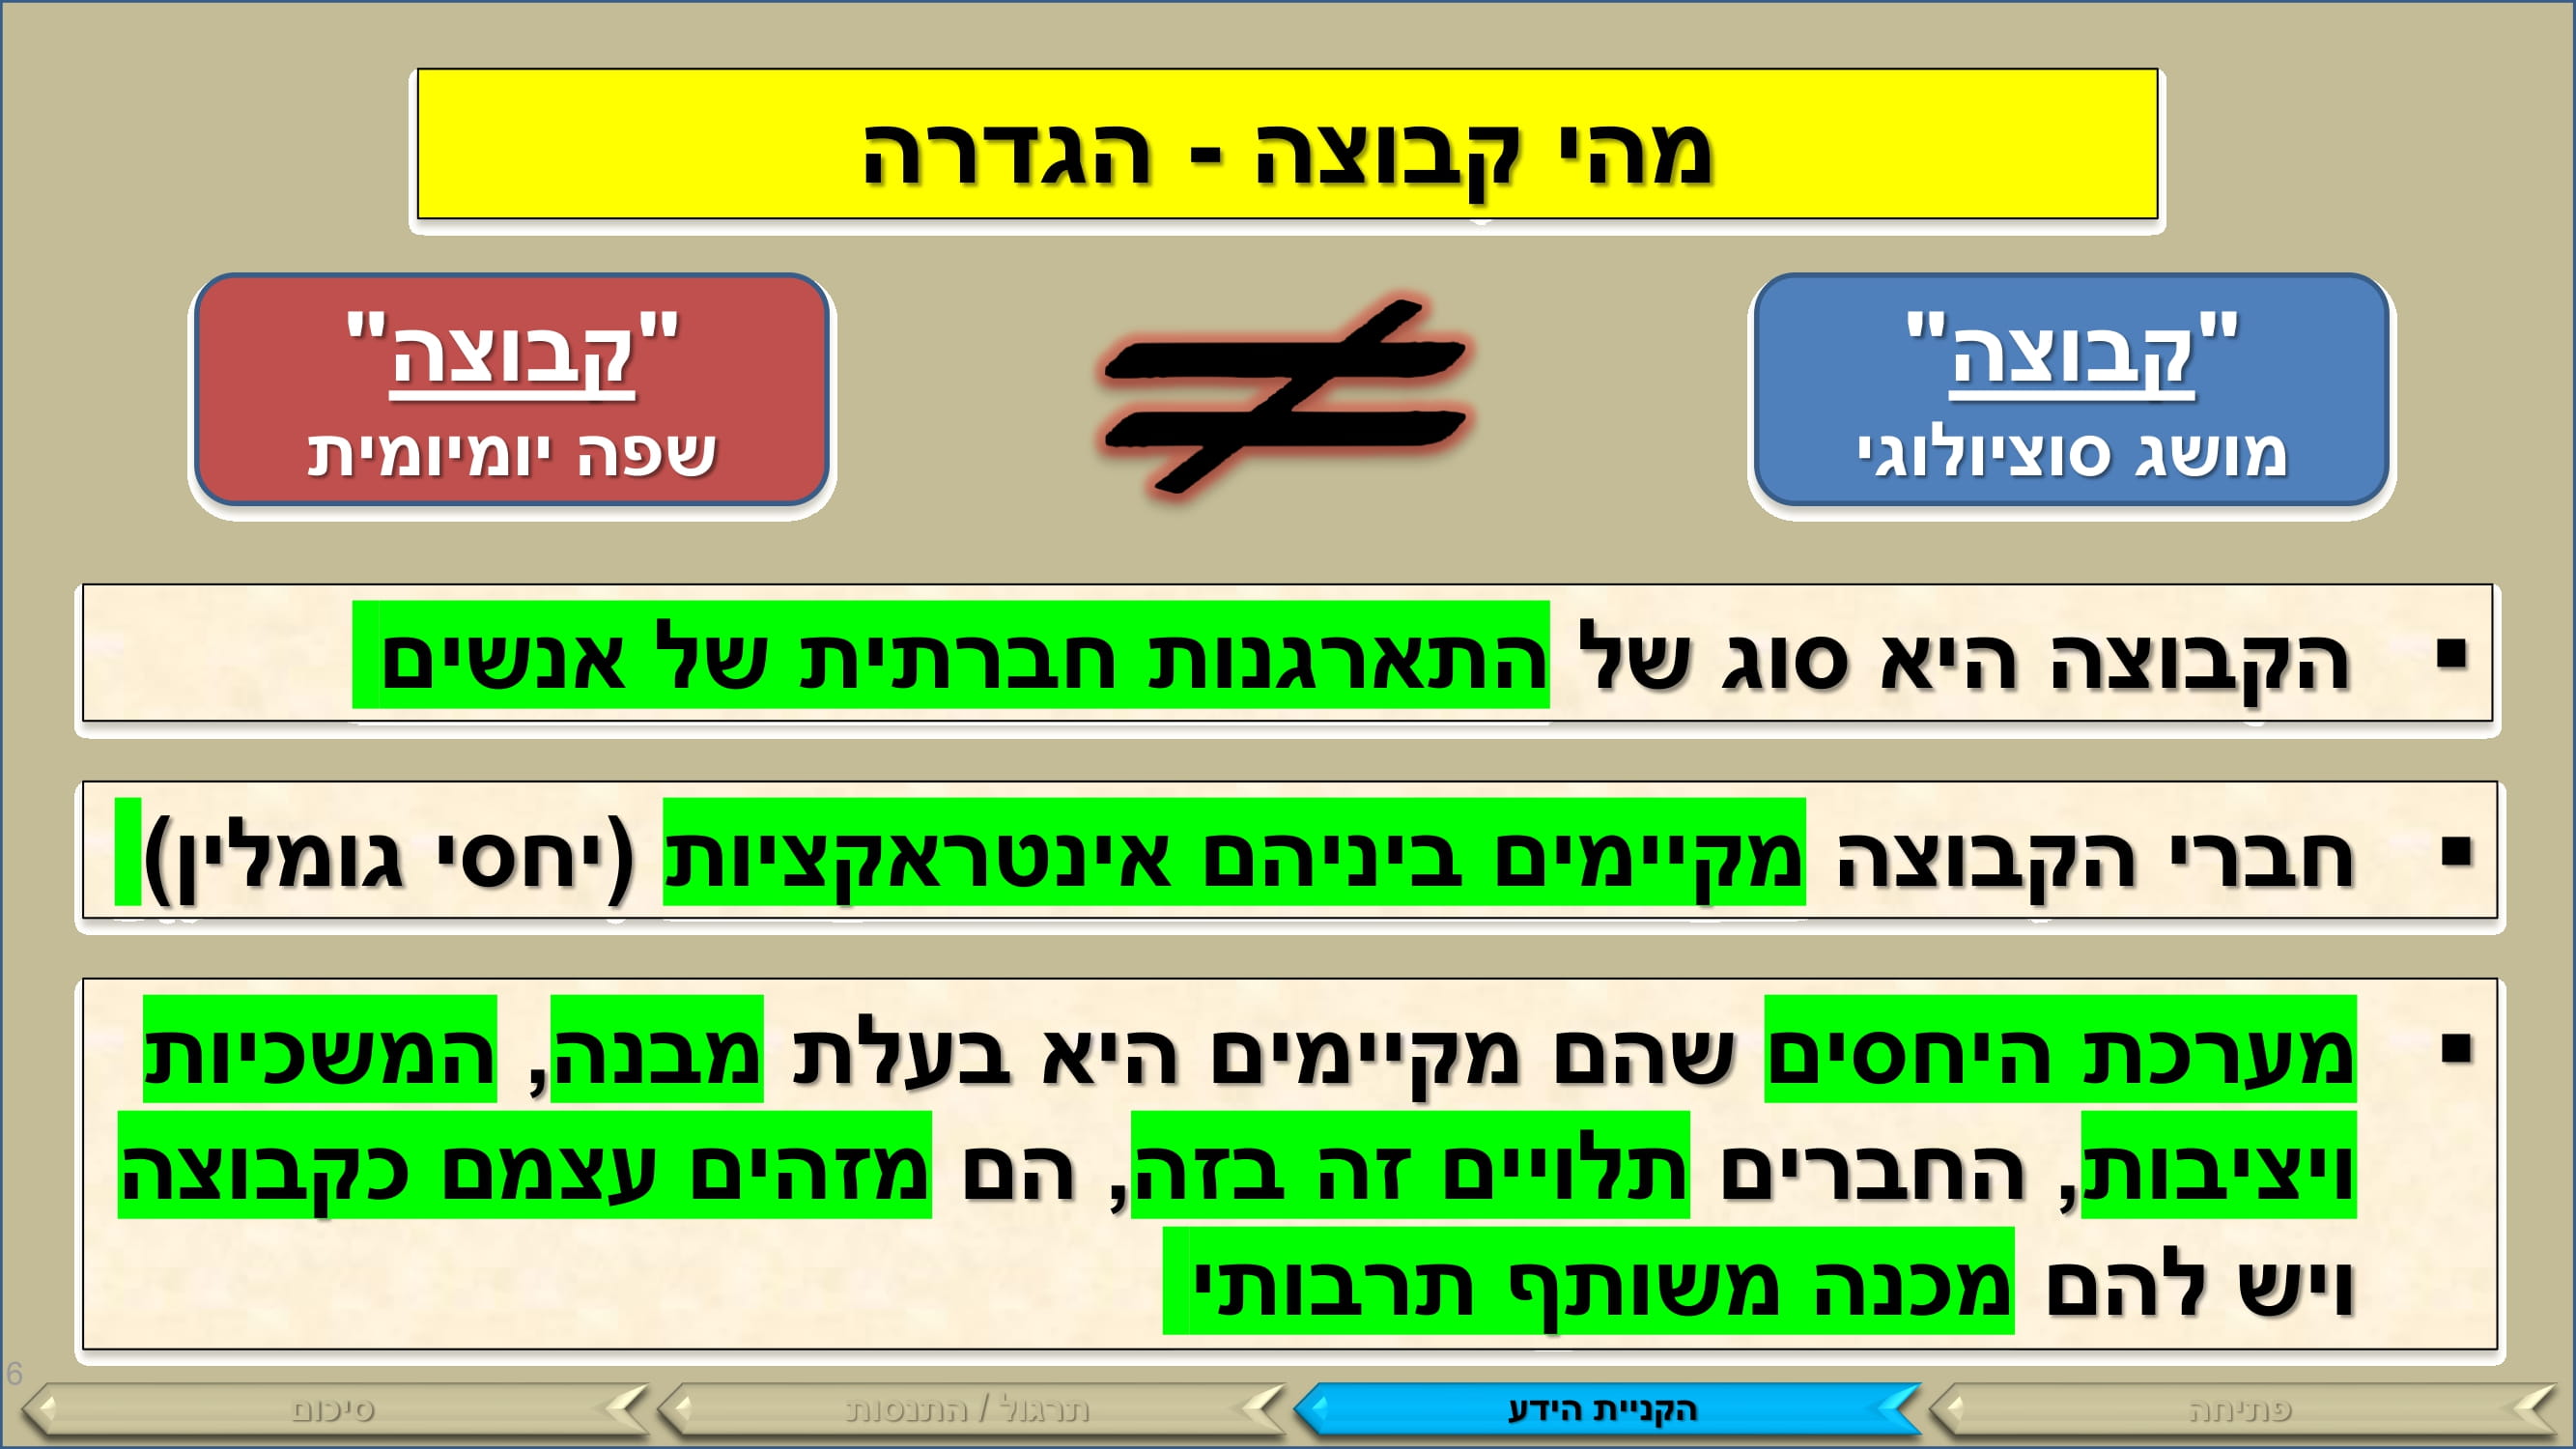 מהי קבוצה - הגדרה
"קבוצה"
מושג סוציולוגי
≠
"קבוצה"
שפה יומיומית
▪ הקבוצה היא סוג של התארגנות חברתית של אנשים
▪ חברי הקבוצה מקיימים ביניהם אינטראקציות (יחסי גומלין)
▪ מערכת היחסים שהם מקיימים היא בעלת מבנה, המשכיות
ויציבות, החברים תלויים זה בזה, הם מזהים עצמם כקבוצה
ויש להם מכנה משותף תרבותי
6
פתיחה
הקניית הידע
תרגול / התנסות
סיכום